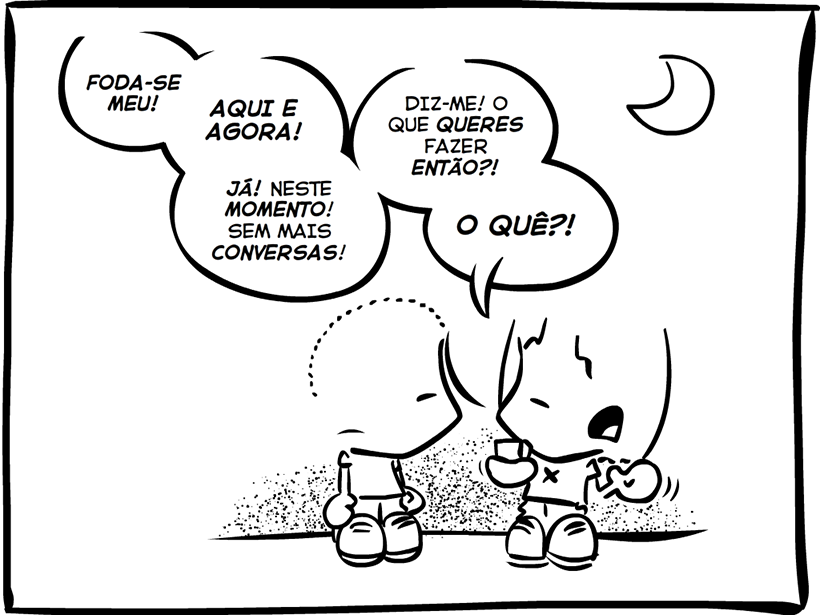 FODA-SE
MEU!
AQUI E
AGORA!
JÁ! NESTE
MOMENTO!
SEM MAIS
CONVERSAS!
DIZ-ME! O
QUE QUERES
FAZER
ENTÃO?!
O QUÊ?!